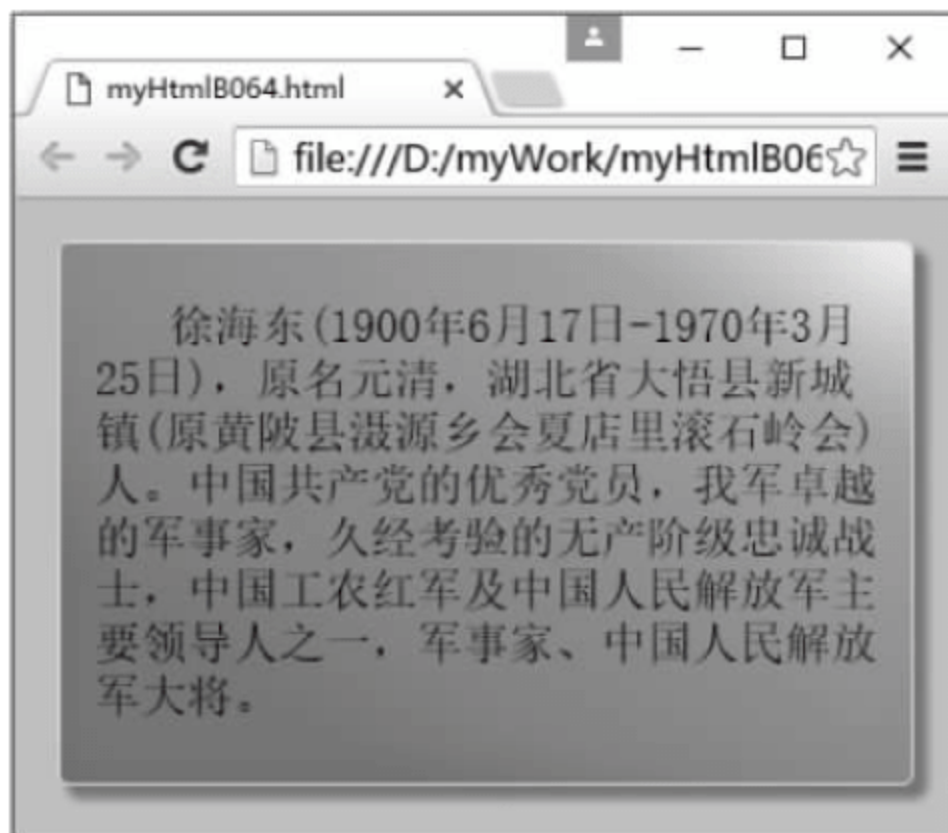 myHtmlB064.html
file:///D:/myWork/myHtmlB06
徐海东(1900年6月17日-1970年3月
25日)，原名元清，湖北省大悟县新城
镇(原黄陂县滠源乡会夏店里滚石岭会)
人。中国共产党的优秀党员，我军卓越
的军事家，久经考验的无产阶级忠诚战
士，中国工农红军及中国人民解放军主
要领导人之一，军事家、中国人民解放
军大将。